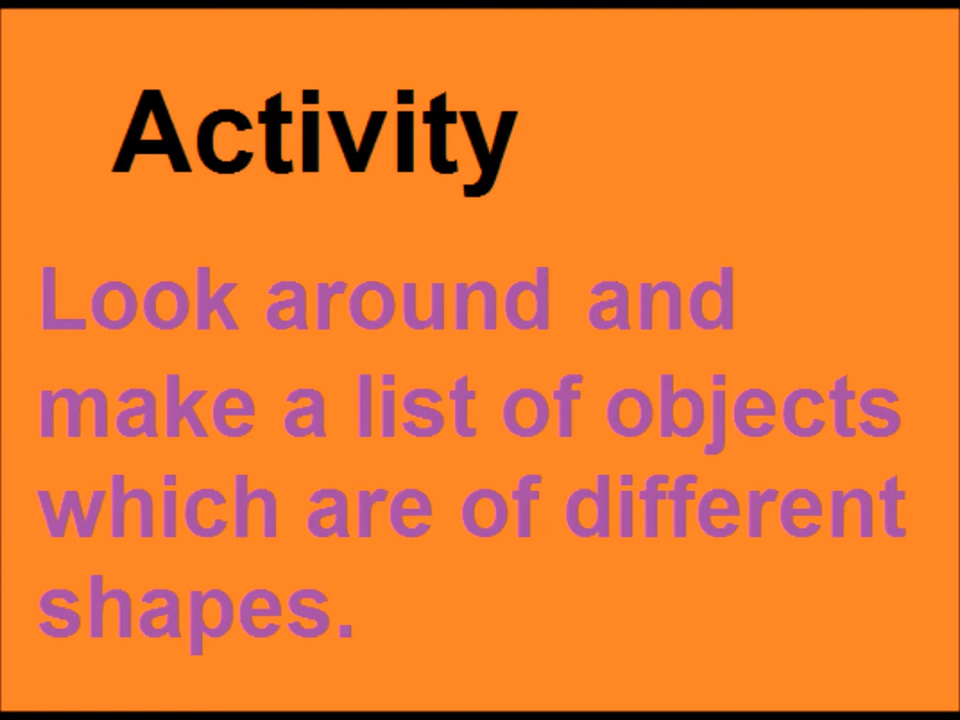 Activity
Look around and
make a list of objects
which are of different
shapes.